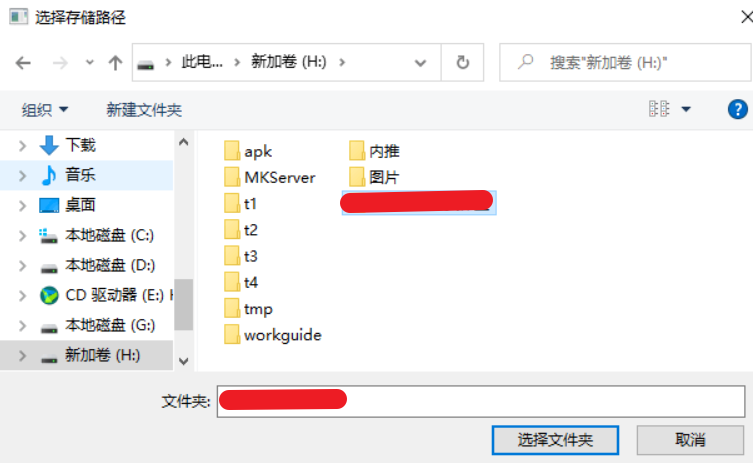 选择存储路径
此电... 新加卷 (H:)
搜索"新加卷 (H:)"
组织
新建文件夹
?
下载
音乐
桌面
本地磁盘 (C:)
本地磁盘 (D:)
CD 驱动器 (E:)
本地磁盘 (G:)
新加卷 (H:)
apk
MKServer
t1
t2
t3
t4
tmp
workguide
内推
图片
文件夹:
选择文件夹
取消